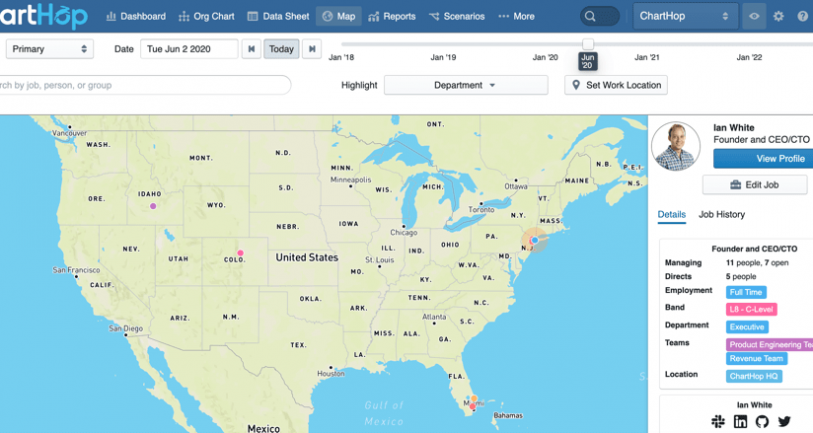 artHop Dashboard Org Chart Data Sheet Map Reports Scenarios More ChartHop
Primary Date Tue Jun 2 2020 Today
Jan '18 Jan '19 Jan '20 Jun '20 Jan '21 Jan '22
rch by job, person, or group
Highlight Department Set Work Location
Ian White
Founder and CEO/CTO
View Profile
Edit Job
Details Job History
Founder and CEO/CTO
Managing 11 people, 7 open
Directs 5 people
Employment Full Time
Band L8 - C-Level
Department Executive
Teams Product Engineering Te
Revenue Team
Location ChartHop HQ
Ian White
ONT.
Vancouver
WASH.
N.B.
P.E.
MONT.
N.D.
MINN.
Minneapolis
Ottawa
MAINE
N.S.
ORE.
IDAHO
WYO.
S.D.
WIS.
MICH.
Toronto
VT.
N.Y.
MASS
NEBR.
IOWA
Chicago
PA.
NEV.
UTAH
COLO.
United States
ILL.
IND.
OHIO
MD.
N.
San Francisco
St. Louis
W.VA.
VA.
CALIF.
KY.
ARIZ.
N.M.
OKLA.
ARK.
TENN.
N.C.
San Diego
Atlanta
S.C.
TEX.
MISS.
ALA.
GA.
LA.
Houston
FLA.
Gulf of
Mexico
Miami
Bahamas
Mexico